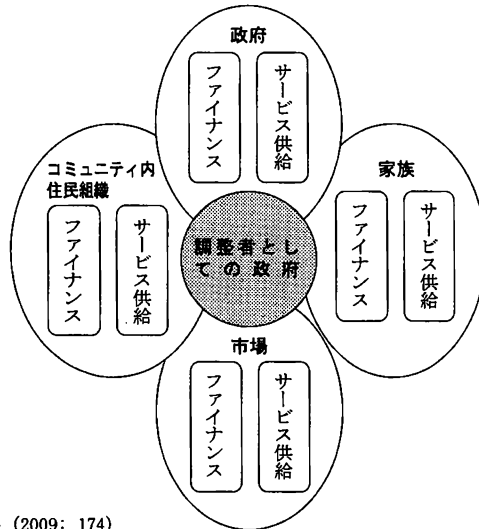 政府
ファイナンス
サービス供給
コミュニティ内
住民組織
ファイナンス
サービス供給
調整者とし
ての政府
家族
ファイナンス
サービス供給
市場
ファイナンス
サービス供給
(2009: 174)